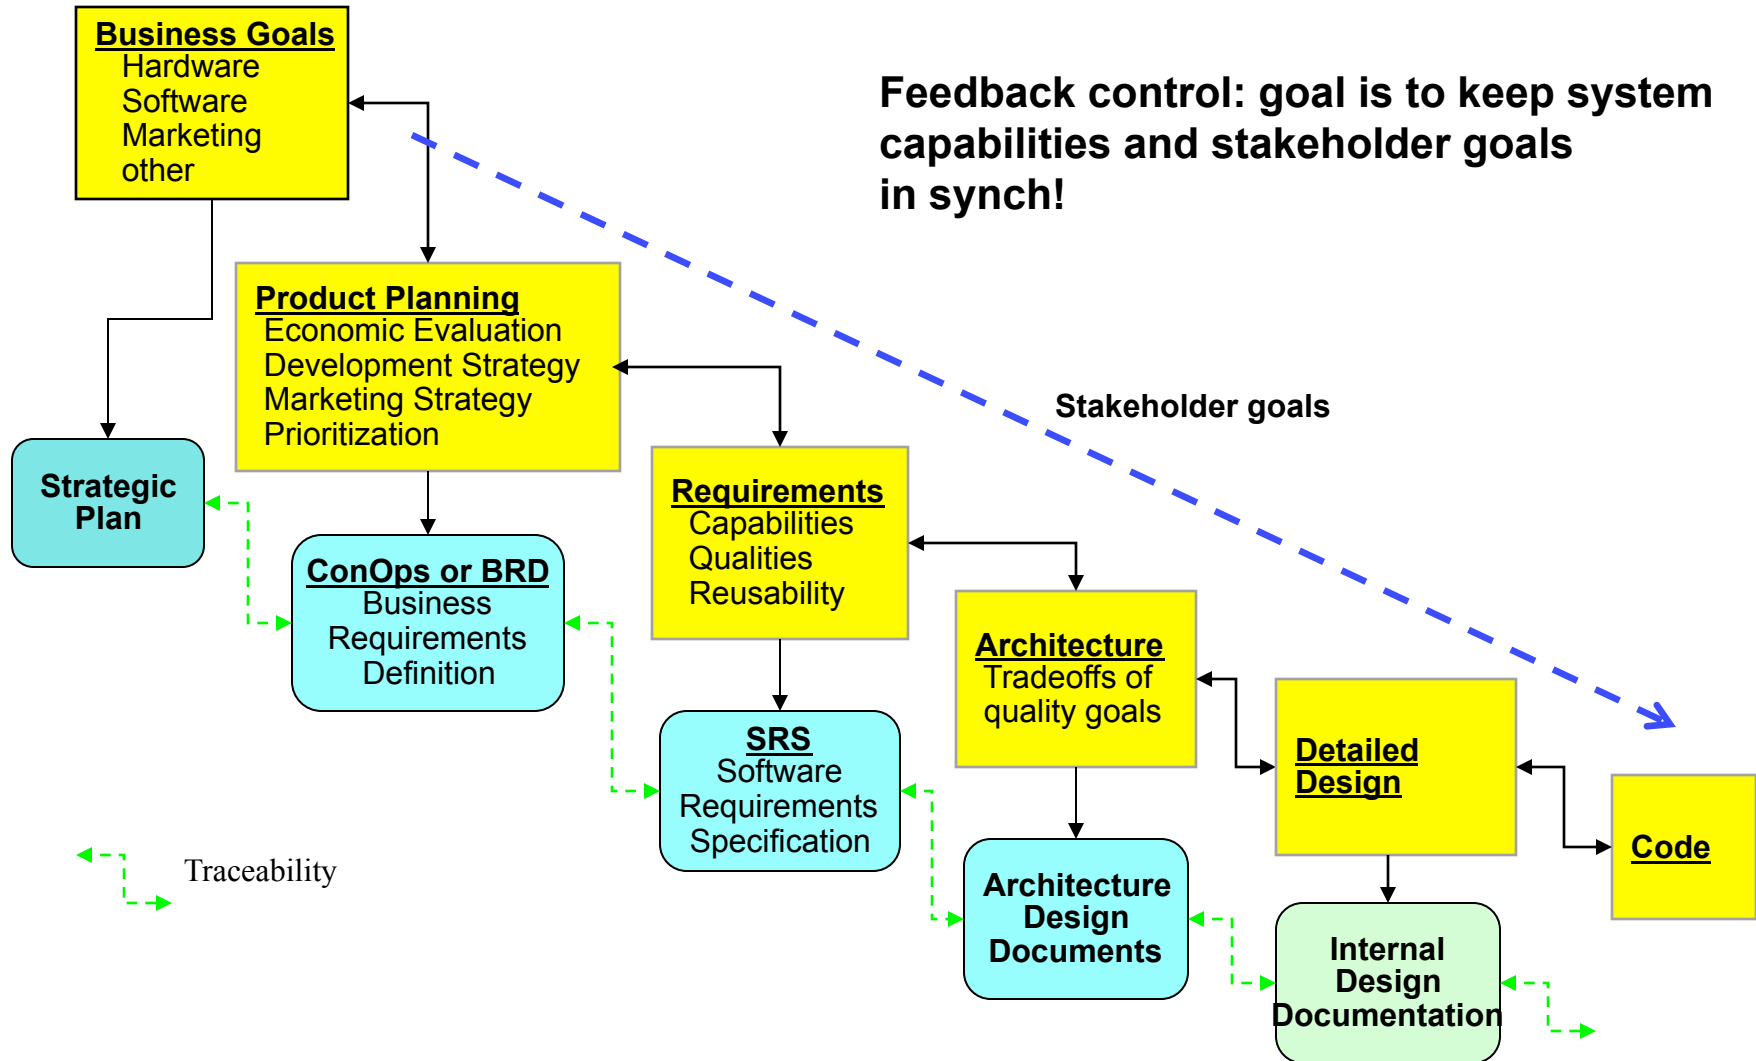 Business Goals
Hardware
Software
Marketing
other
Feedback control: goal is to keep system
capabilities and stakeholder goals
in synch!
Product Planning
Economic Evaluation
Development Strategy
Marketing Strategy
Prioritization
Stakeholder goals
Strategic
Plan
Requirements
Capabilities
Qualities
Reusability
ConOps or BRD
Business
Requirements
Definition
Architecture
Tradeoffs of
quality goals
SRS
Software
Requirements
Specification
Detailed
Design
Code
Traceability
Architecture
Design
Documents
Internal
Design
Documentation